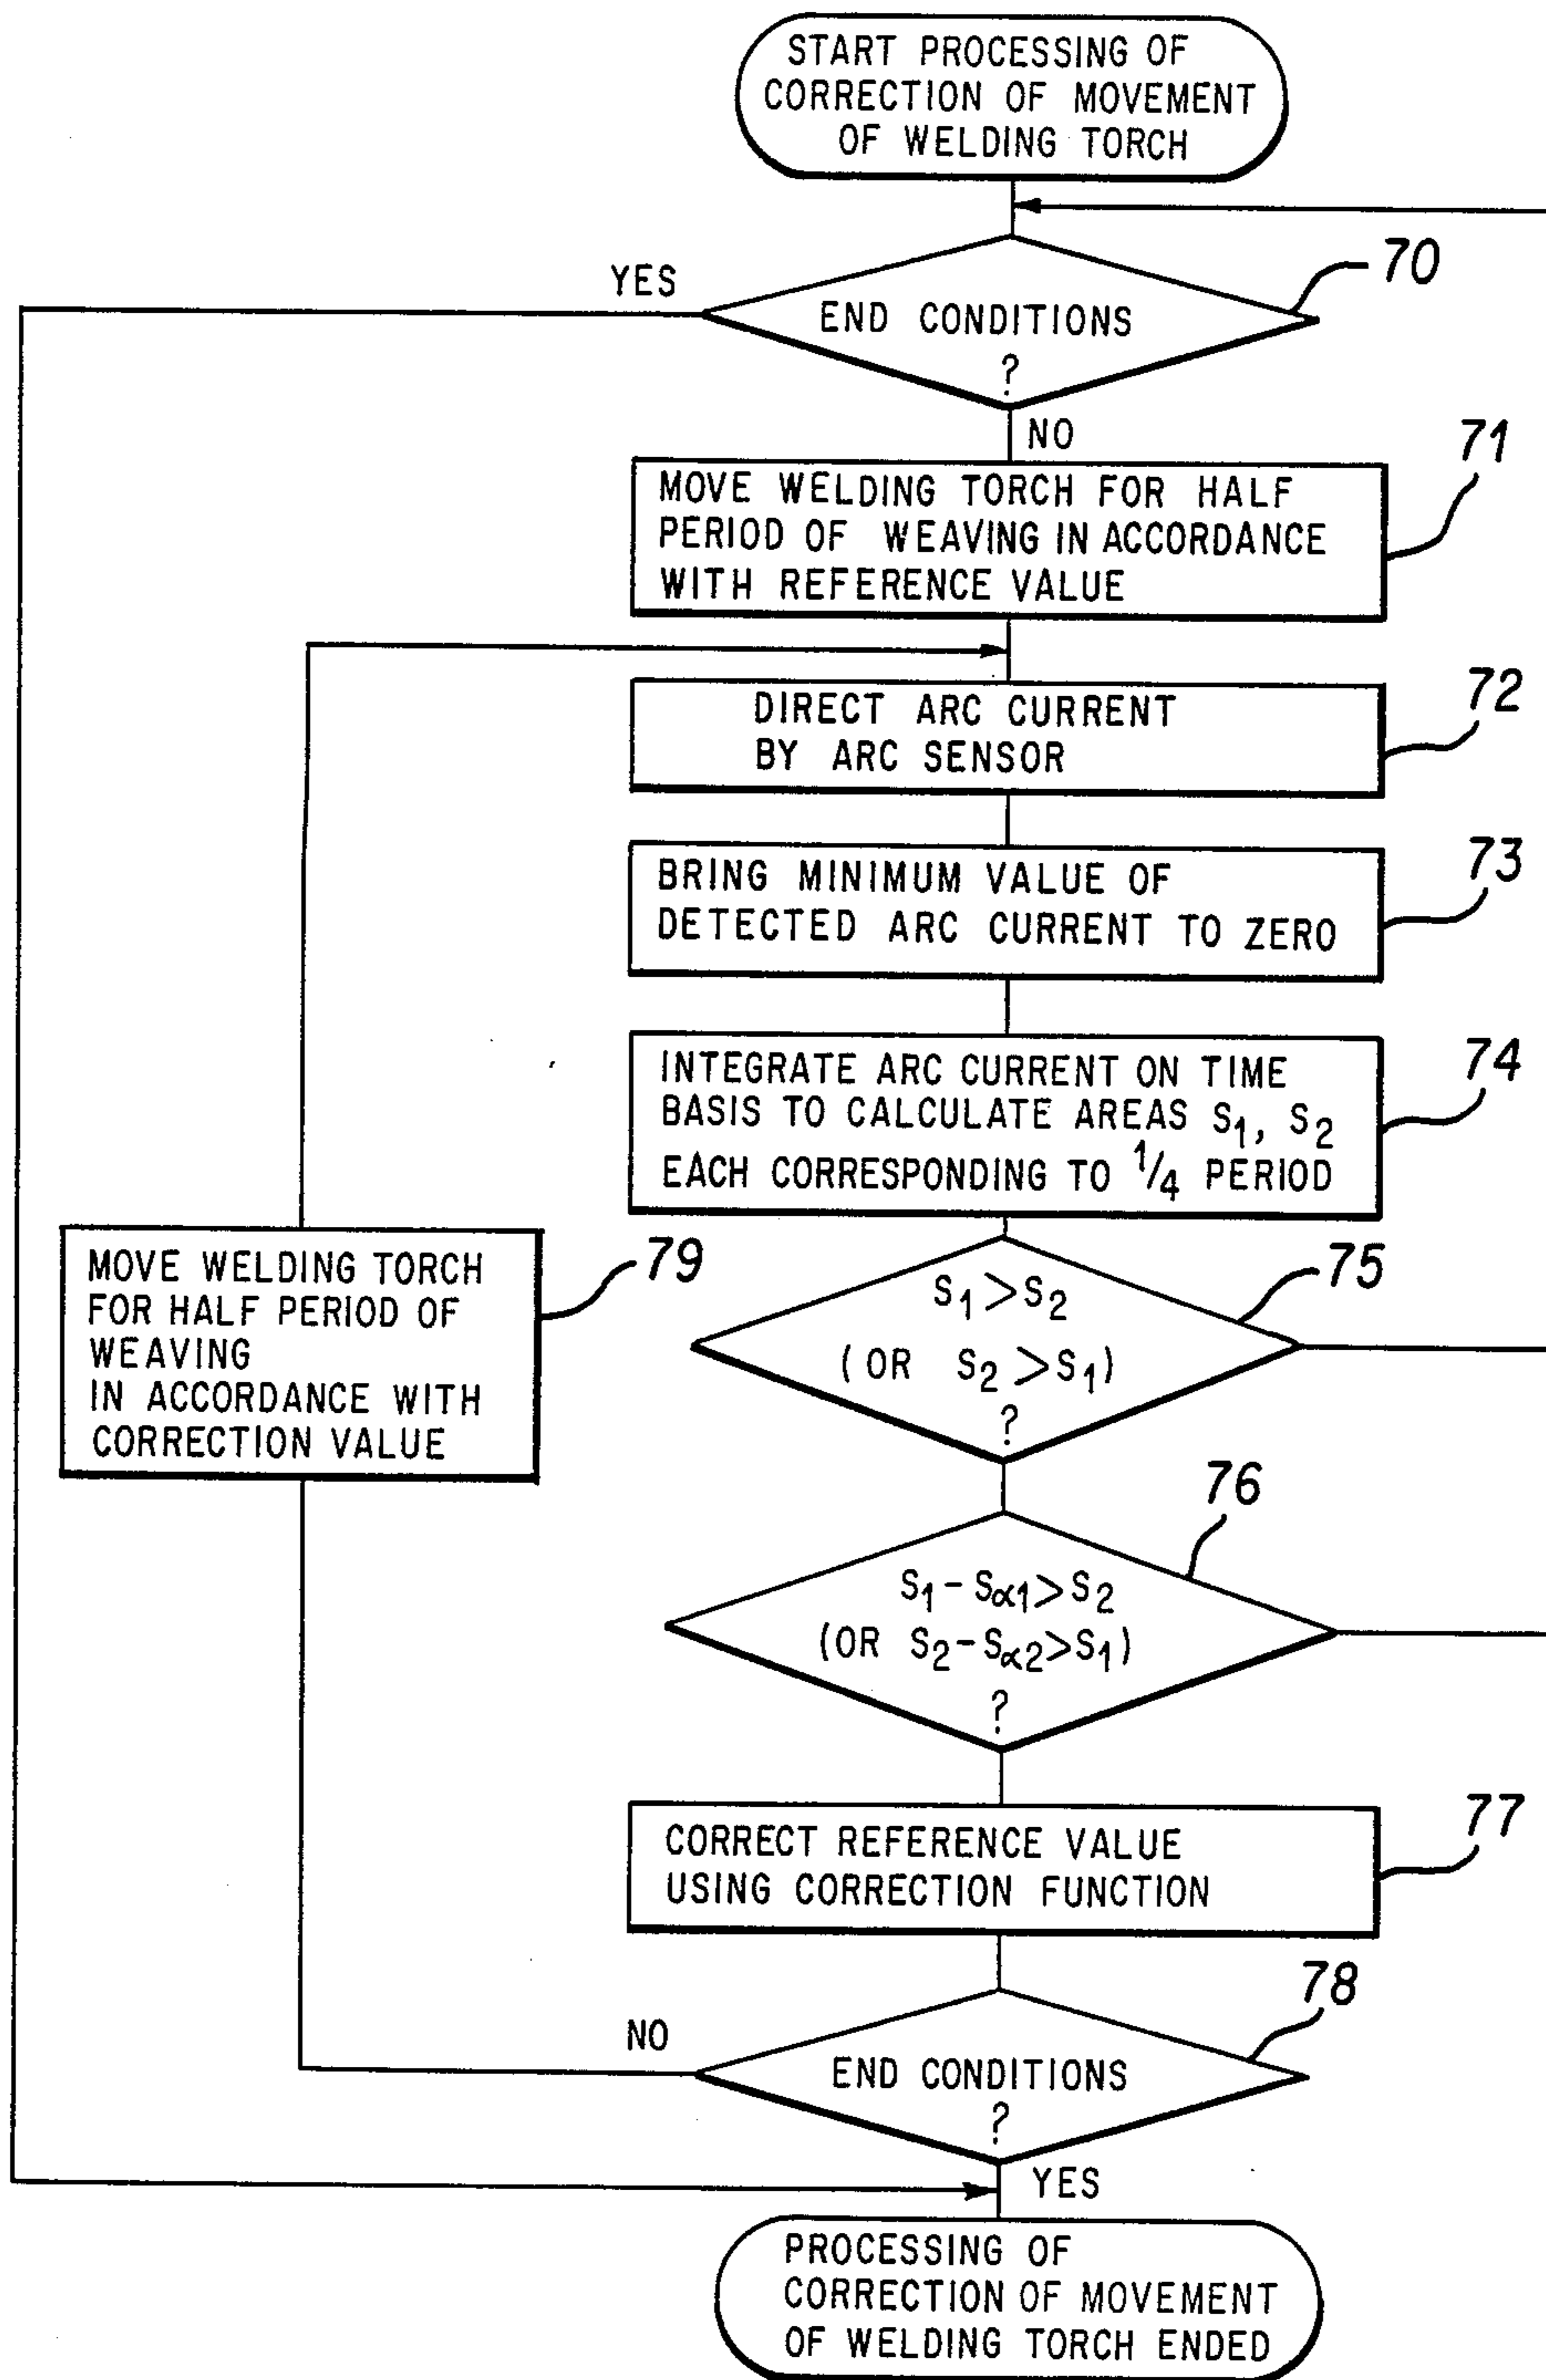 START PROCESSING OF
CORRECTION OF MOVEMENT
OF WELDING TORCH
70
YES
END CONDITIONS
?
NO
71
MOVE WELDING TORCH FOR HALF
PERIOD OF WEAVING IN ACCORDANCE
WITH REFERENCE VALUE
72
DIRECT ARC CURRENT
BY ARC SENSOR
73
BRING MINIMUM VALUE OF
DETECTED ARC CURRENT TO ZERO
74
INTEGRATE ARC CURRENT ON TIME
BASIS TO CALCULATE AREAS S1, S2
EACH CORRESPONDING TO 1/4 PERIOD
79
MOVE WELDING TORCH
FOR HALF PERIOD OF
WEAVING
IN ACCORDANCE WITH
CORRECTION VALUE
75
S1 > S2
(OR S2 > S1)
?
76
S1 - Sα1 > S2
(OR S2 - Sα2 > S1)
?
77
CORRECT REFERENCE VALUE
USING CORRECTION FUNCTION
78
NO
END CONDITIONS
?
YES
PROCESSING OF
CORRECTION OF MOVEMENT
OF WELDING TORCH ENDED